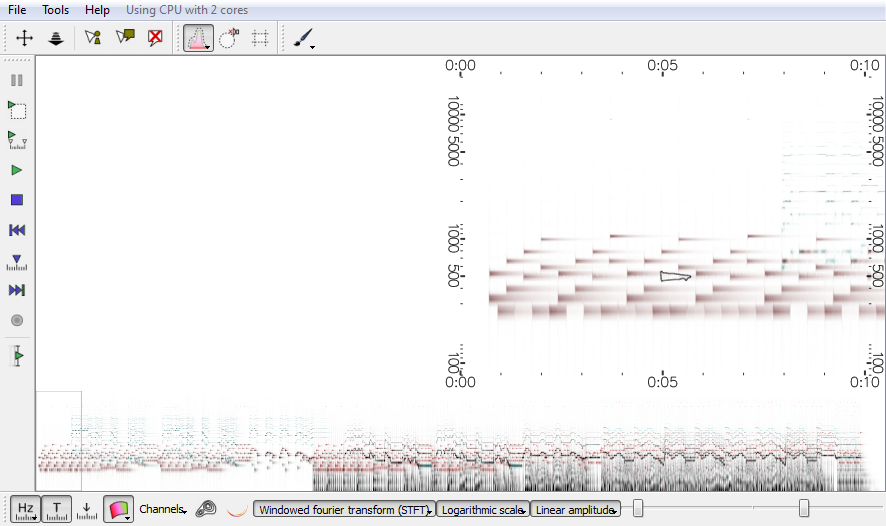 File Tools Help Using CPU with 2 cores
0:00 0:05 0:10
10000 10000
5000 5000
1000 1000
500 500
100 100
0:00 0:05 0:10
Hz T Channels Windowed fourier transform (STFT) Logarithmic scale Linear amplitude